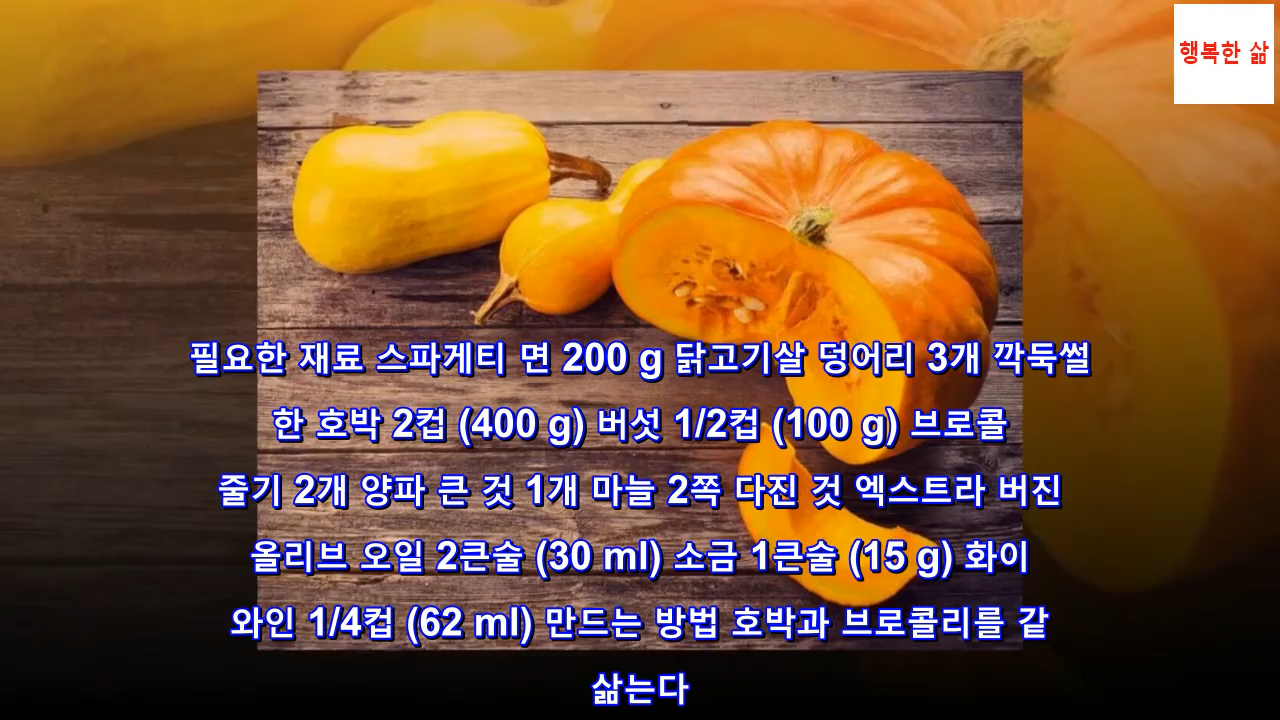 행복한 삶
필요한 재료 스파게티 면 200 g 닭고기살 덩어리 3개 깍둑썰
한 호박 2컵 (400 g) 버섯 1/2컵 (100 g) 브로콜
줄기 2개 양파 큰 것 1개 마늘 2쪽 다진 것 엑스트라 버진
올리브 오일 2큰술 (30 ml) 소금 1큰술 (15 g) 화이
와인 1/4컵 (62 ml) 만드는 방법 호박과 브로콜리를 같
삶는다